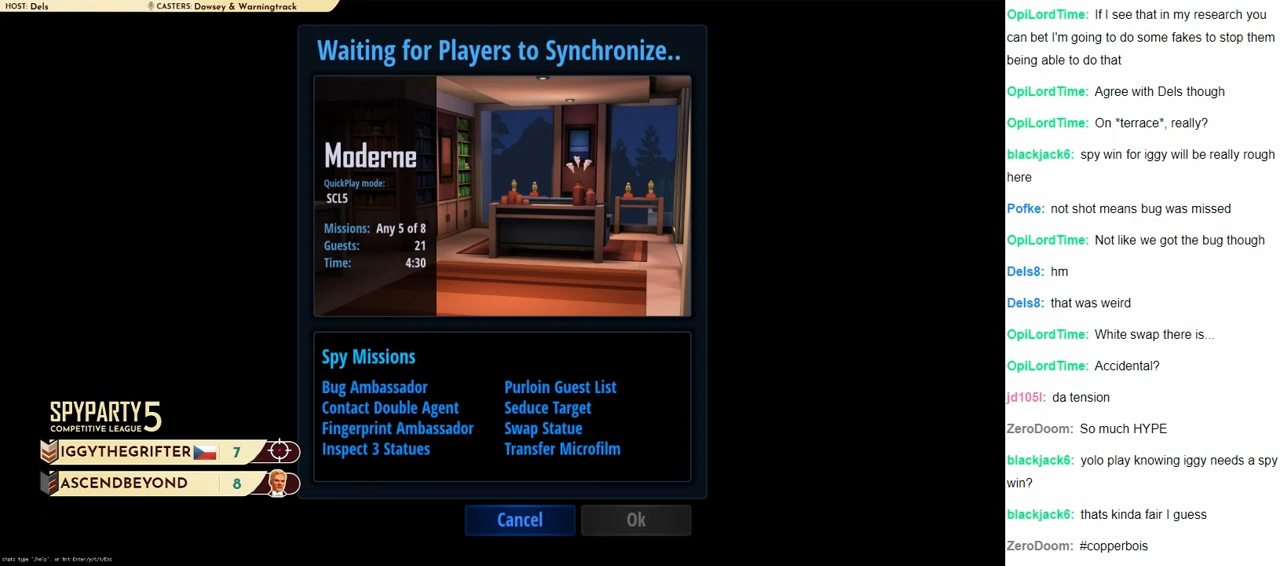 HOST: Dels
CASTERS: Dowsey & Warningtrack
Waiting for Players to Synchronize..
Moderne
QuickPlay mode:
SCL5
Missions: Any 5 of 8
Guests: 21
Time: 4:30
Spy Missions
Bug Ambassador
Contact Double Agent
Fingerprint Ambassador
Inspect 3 Statues
Purloin Guest List
Seduce Target
Swap Statue
Transfer Microfilm
SPYPARTY 5
COMPETITIVE LEAGUE
IGGYTHEGRIFTER 7
ASCENDBEYOND 8
Cancel
Ok
OpiLordTime: If I see that in my research you
can bet I'm going to do some fakes to stop them
being able to do that
OpiLordTime: Agree with Dels though
OpiLordTime: On *terrace*, really?
blackjack6: spy win for iggy will be really rough
here
Pofke: not shot means bug was missed
OpiLordTime: Not like we got the bug though
Dels8: hm
Dels8: that was weird
OpiLordTime: White swap there is...
OpiLordTime: Accidental?
jd105l: da tension
ZeroDoom: So much HYPE
blackjack6: yolo play knowing iggy needs a spy
win?
blackjack6: thats kinda fair I guess
ZeroDoom: #copperbois